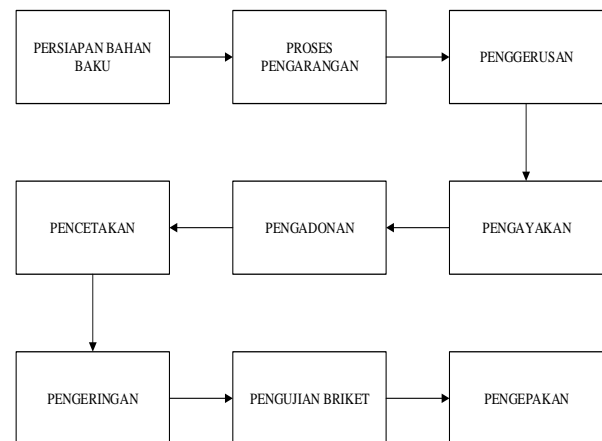 PERSIAPAN BAHAN
BAKU
PROSES
PENGARANGAN
PENGGERUSAN
PENGAYAKAN
PENGADONAN
PENCETAKAN
PENGERINGAN
PENGUJIAN BRIKET
PENGEPAKAN